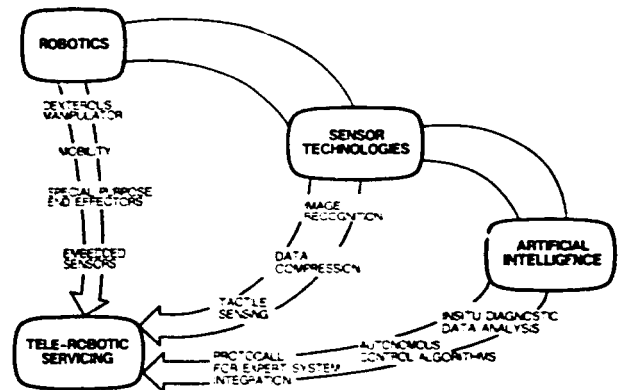 ROBOTICS
DEXTEROUS
MANIPULATOR
MOBILITY
SPECIAL PURPOSE
END EFFECTORS
EMBEDDED
SENSORS
SENSOR
TECHNOLOGIES
IMAGE
RECOGNITION
DATA
COMPRESSION
TACTILE
SENSING
ARTIFICIAL
INTELLIGENCE
INSITU DIAGNOSTIC
DATA ANALYSIS
AUTONOMOUS
CONTROL ALGORITHMS
PROTOCALL
FOR EXPERT SYSTEM
INTEGRATION
TELE-ROBOTIC
SERVICING